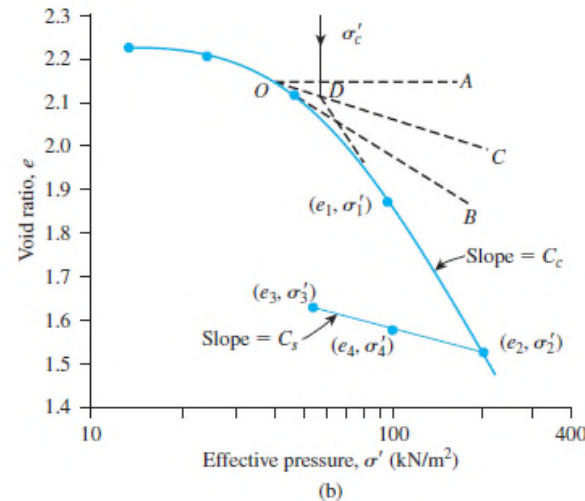 2.3
2.2
2.1
2.0
1.9
1.8
1.7
1.6
1.5
1.4
Void ratio, e
σ′c
O
D
A
C
B
(e1, σ′1)
Slope = Cc
(e3, σ′3)
Slope = Cs
(e4, σ′4)
(e2, σ′2)
10
100
400
Effective pressure, σ′ (kN/m²)
(b)